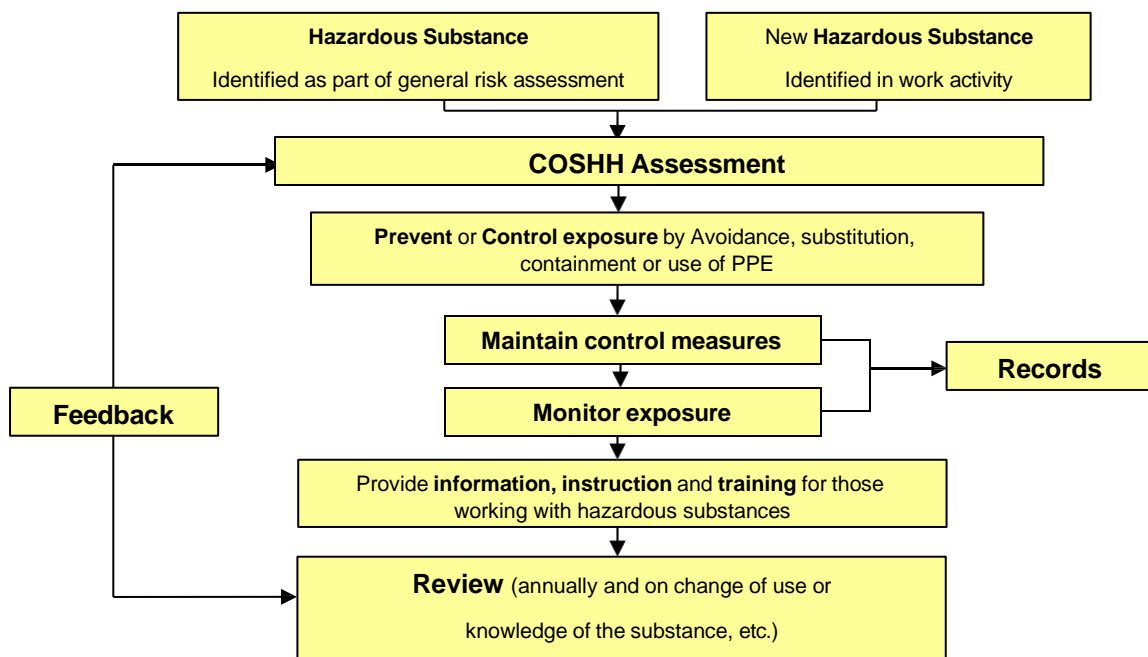 Hazardous Substance
Identified as part of general risk assessment
New Hazardous Substance
Identified in work activity
COSHH Assessment
Prevent or Control exposure by Avoidance, substitution,
containment or use of PPE
Maintain control measures
Records
Monitor exposure
Feedback
Provide information, instruction and training for those
working with hazardous substances
Review (annually and on change of use or
knowledge of the substance, etc.)